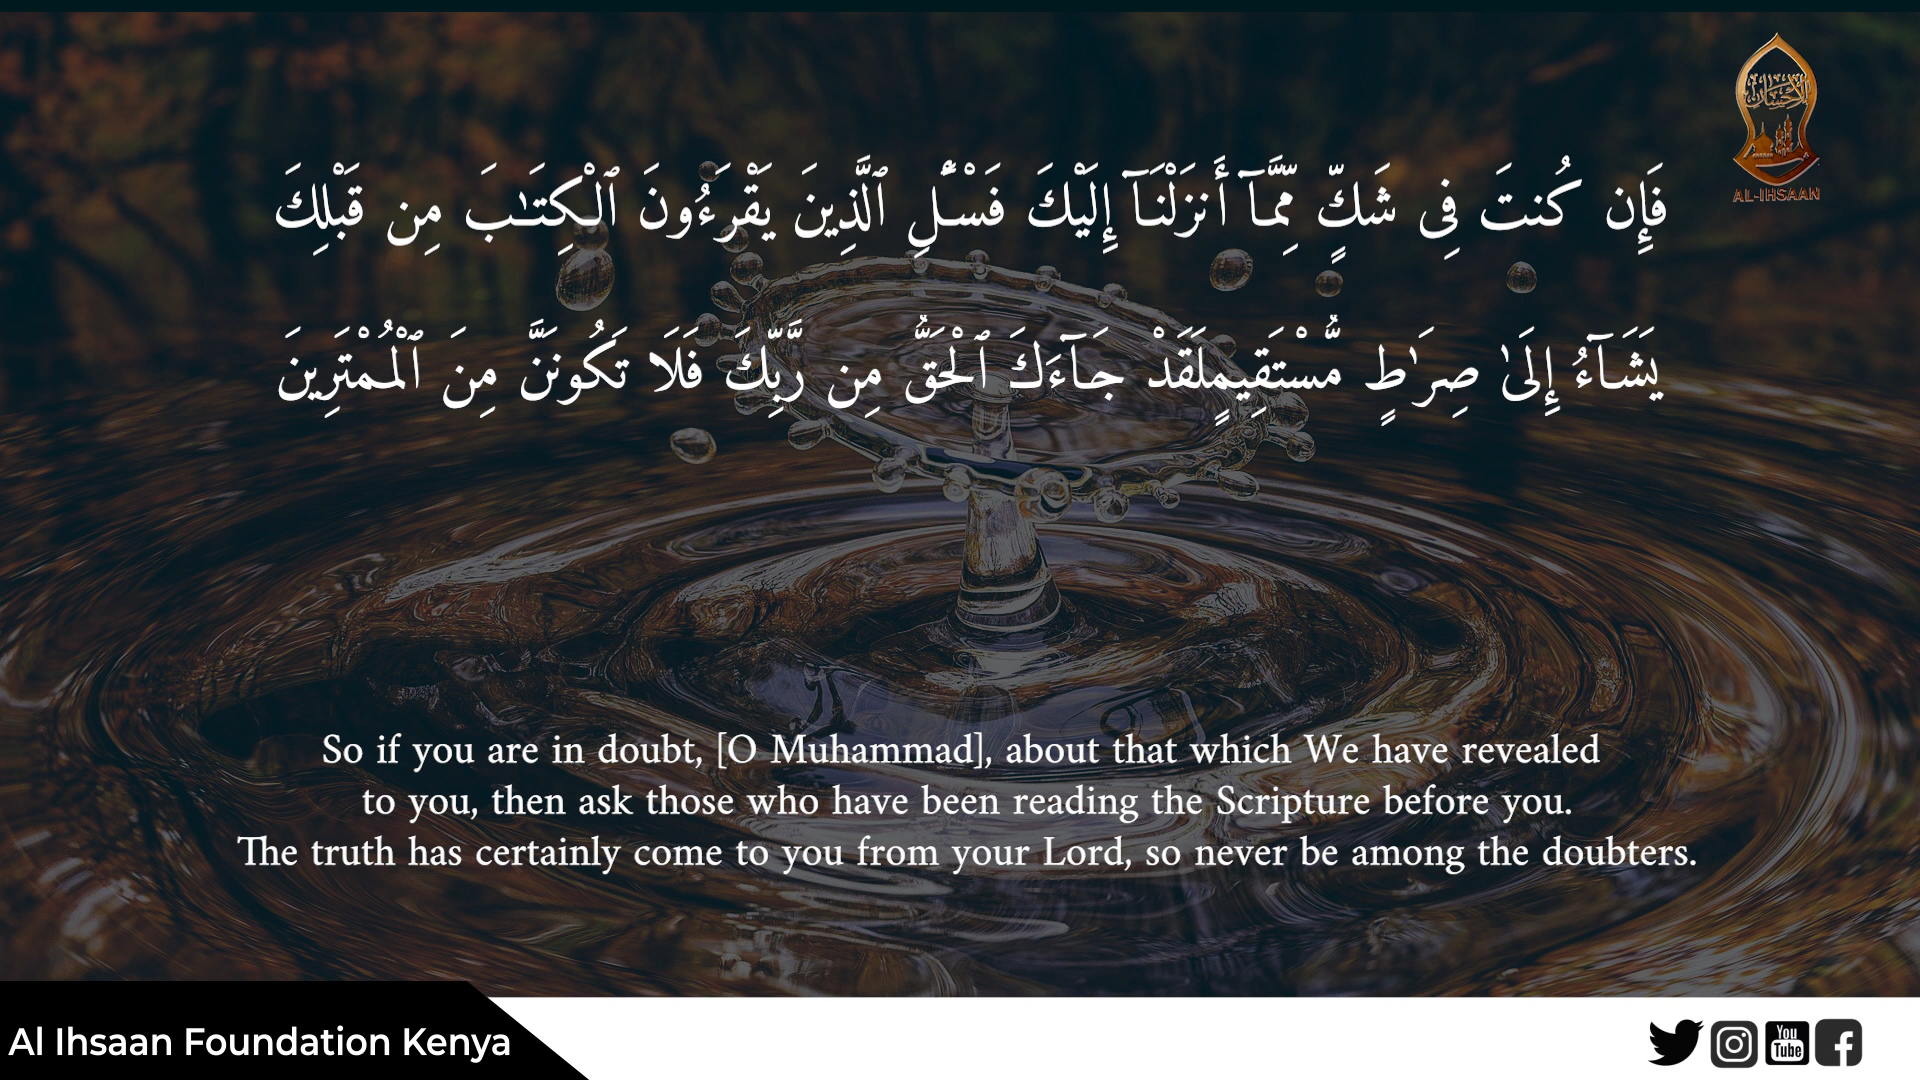 الإحسان
AL-IHSAAN
فَإِن كُنتَ فِى شَكٍّ مِّمَّآ أَنزَلْنَآ إِلَيْكَ فَسْـَٔلِ ٱلَّذِينَ يَقْرَءُونَ ٱلْكِتَـٰبَ مِن قَبْلِكَ
يَشَآءُ إِلَىٰ صِرَٰطٍ مُّسْتَقِيمٍلَقَدْ جَآءَكَ ٱلْحَقُّ مِن رَّبِّكَ فَلَا تَكُونَنَّ مِنَ ٱلْمُمْتَرِينَ
So if you are in doubt, [O Muhammad], about that which We have revealed
to you, then ask those who have been reading the Scripture before you.
The truth has certainly come to you from your Lord, so never be among the doubters.
Al Ihsaan Foundation Kenya
You
Tube